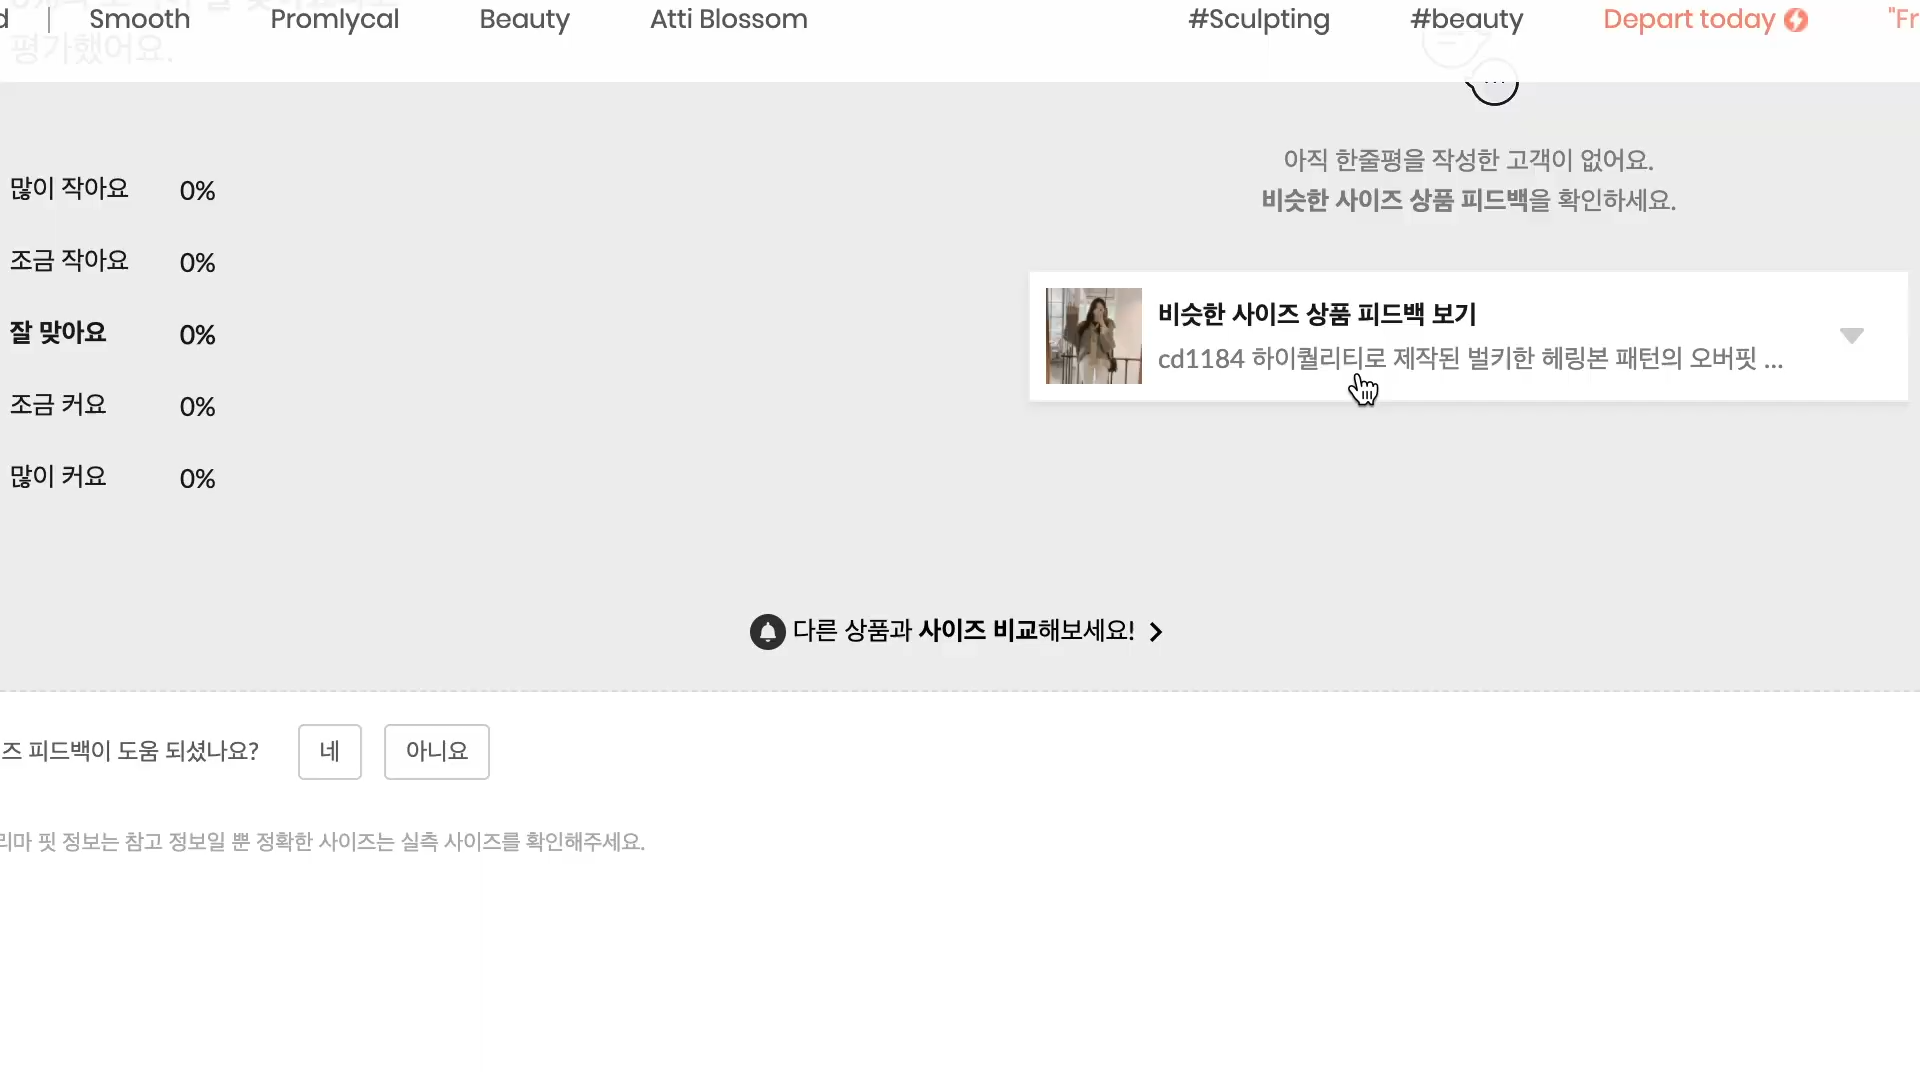 Smooth Promlycal Beauty Atti Blossom #Sculpting #beauty Depart today "Fr
평가했어요.
많이 작아요 0%
조금 작아요 0%
잘 맞아요 0%
조금 커요 0%
많이 커요 0%
아직 한줄평을 작성한 고객이 없어요.
비슷한 사이즈 상품 피드백을 확인하세요.
비슷한 사이즈 상품 피드백 보기
cd1184 하이퀄리티로 제작된 벌키한 헤링본 패턴의 오버핏 ...
다른 상품과 사이즈 비교해보세요!
즈 피드백이 도움 되셨나요? 네 아니요
리마 핏 정보는 참고 정보일 뿐 정확한 사이즈는 실측 사이즈를 확인해주세요.